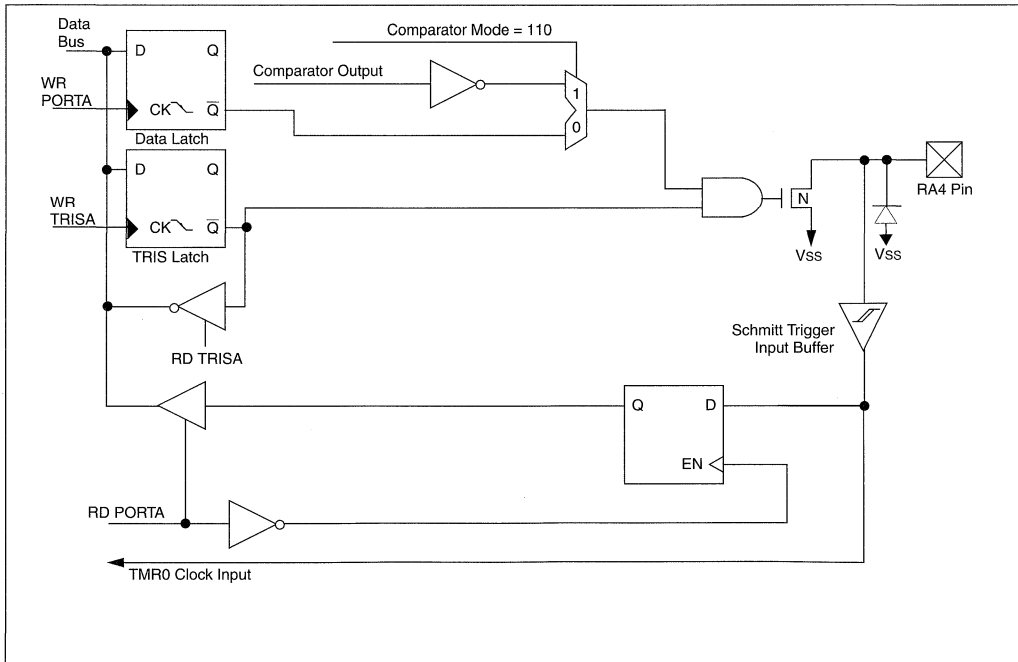 Data
Bus
D
Q
WR
PORTA
CK
Q
Data Latch
D
Q
WR
TRISA
CK
Q
TRIS Latch
RD TRISA
Comparator Mode = 110
Comparator Output
1
0
N
Vss
Vss
RA4 Pin
Schmitt Trigger
Input Buffer
Q
D
EN
RD PORTA
TMR0 Clock Input